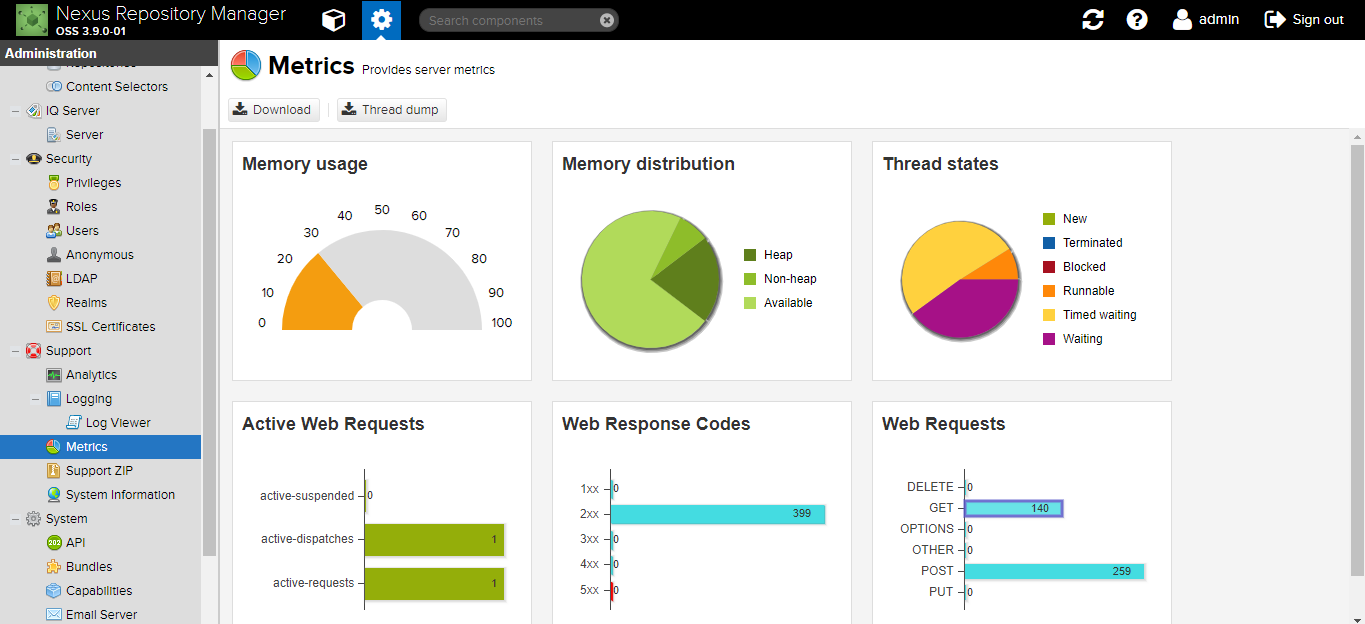 Nexus Repository Manager
OSS 3.9.0-01
Search components
admin
Sign out
Administration
Repositories
Content Selectors
IQ Server
Server
Security
Privileges
Roles
Users
Anonymous
LDAP
Realms
SSL Certificates
Support
Analytics
Logging
Log Viewer
Metrics
Support ZIP
System Information
System
API
Bundles
Capabilities
Email Server
Metrics Provides server metrics
Download
Thread dump
Memory usage
0
10
20
30
40
50
60
70
80
90
100
Memory distribution
Heap
Non-heap
Available
Thread states
New
Terminated
Blocked
Runnable
Timed waiting
Waiting
Active Web Requests
active-suspended 0
active-dispatches 1
active-requests 1
Web Response Codes
1xx 0
2xx 399
3xx 0
4xx 0
5xx 0
Web Requests
DELETE 0
GET 140
OPTIONS 0
OTHER 0
POST 259
PUT 0